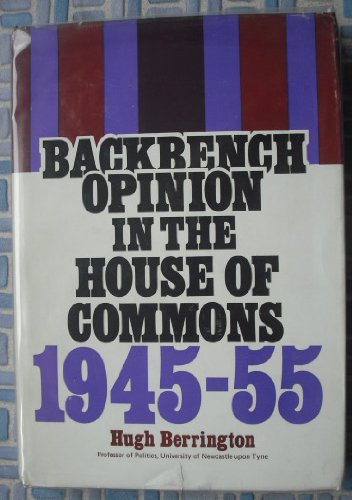 BACKBENCH
OPINION
IN THE
HOUSE OF
COMMONS
1945-55
Hugh Berrington
Professor of Politics, University of Newcastle upon Tyne